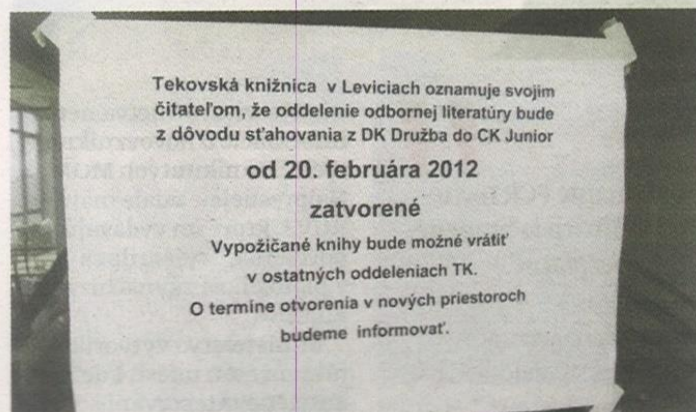 Tekovská knižnica v Leviciach oznamuje svojim
čitateľom, že oddelenie odbornej literatúry bude
z dôvodu sťahovania z DK Družba do CK Junior
od 20. februára 2012
zatvorené
Vypožičané knihy bude možné vrátiť
v ostatných oddeleniach TK.
O termíne otvorenia v nových priestoroch
budeme informovať.